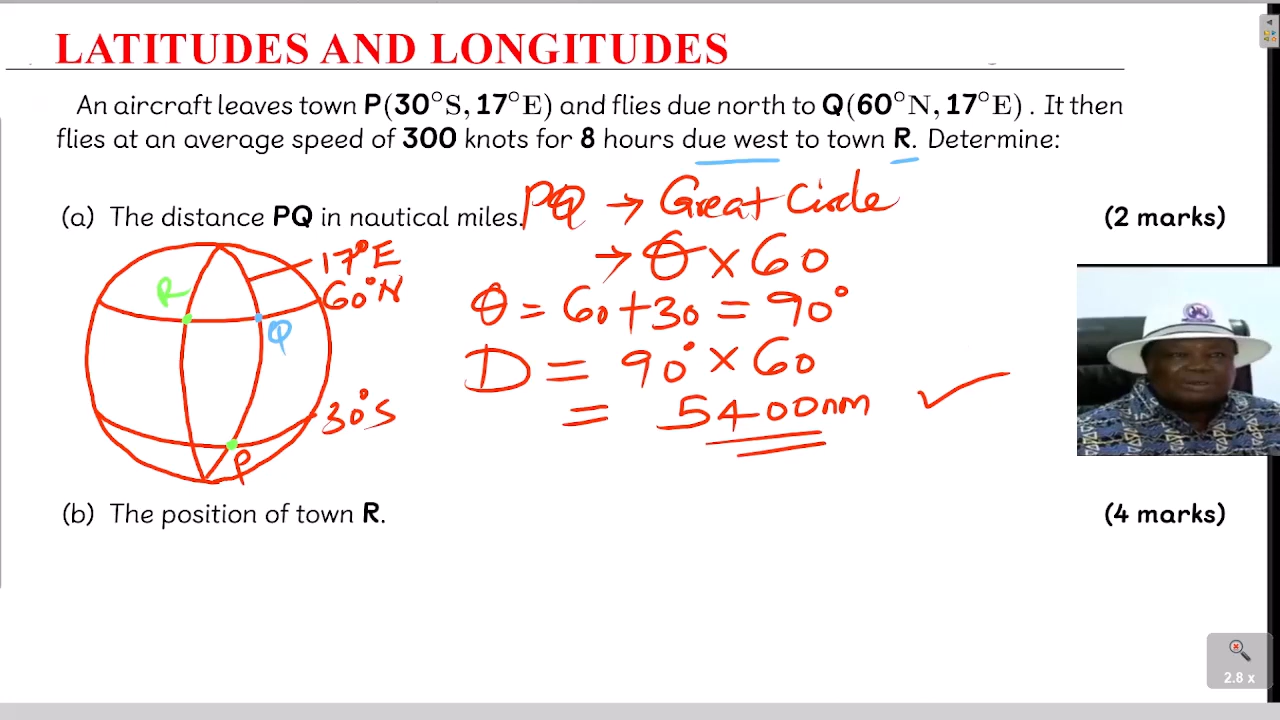 LATITUDES AND LONGITUDES
An aircraft leaves town P(30°S, 17°E) and flies due north to Q(60°N, 17°E) . It then
flies at an average speed of 300 knots for 8 hours due west to town R. Determine:
(a) The distance PQ in nautical miles.
(2 marks)
PQ → Great Circle
→ θ × 60
θ = 60+30 = 90°
D = 90° × 60
= 5400nm ✓
17°E
60°N
R
Q
30°S
P
(b) The position of town R.
(4 marks)
2.8 x